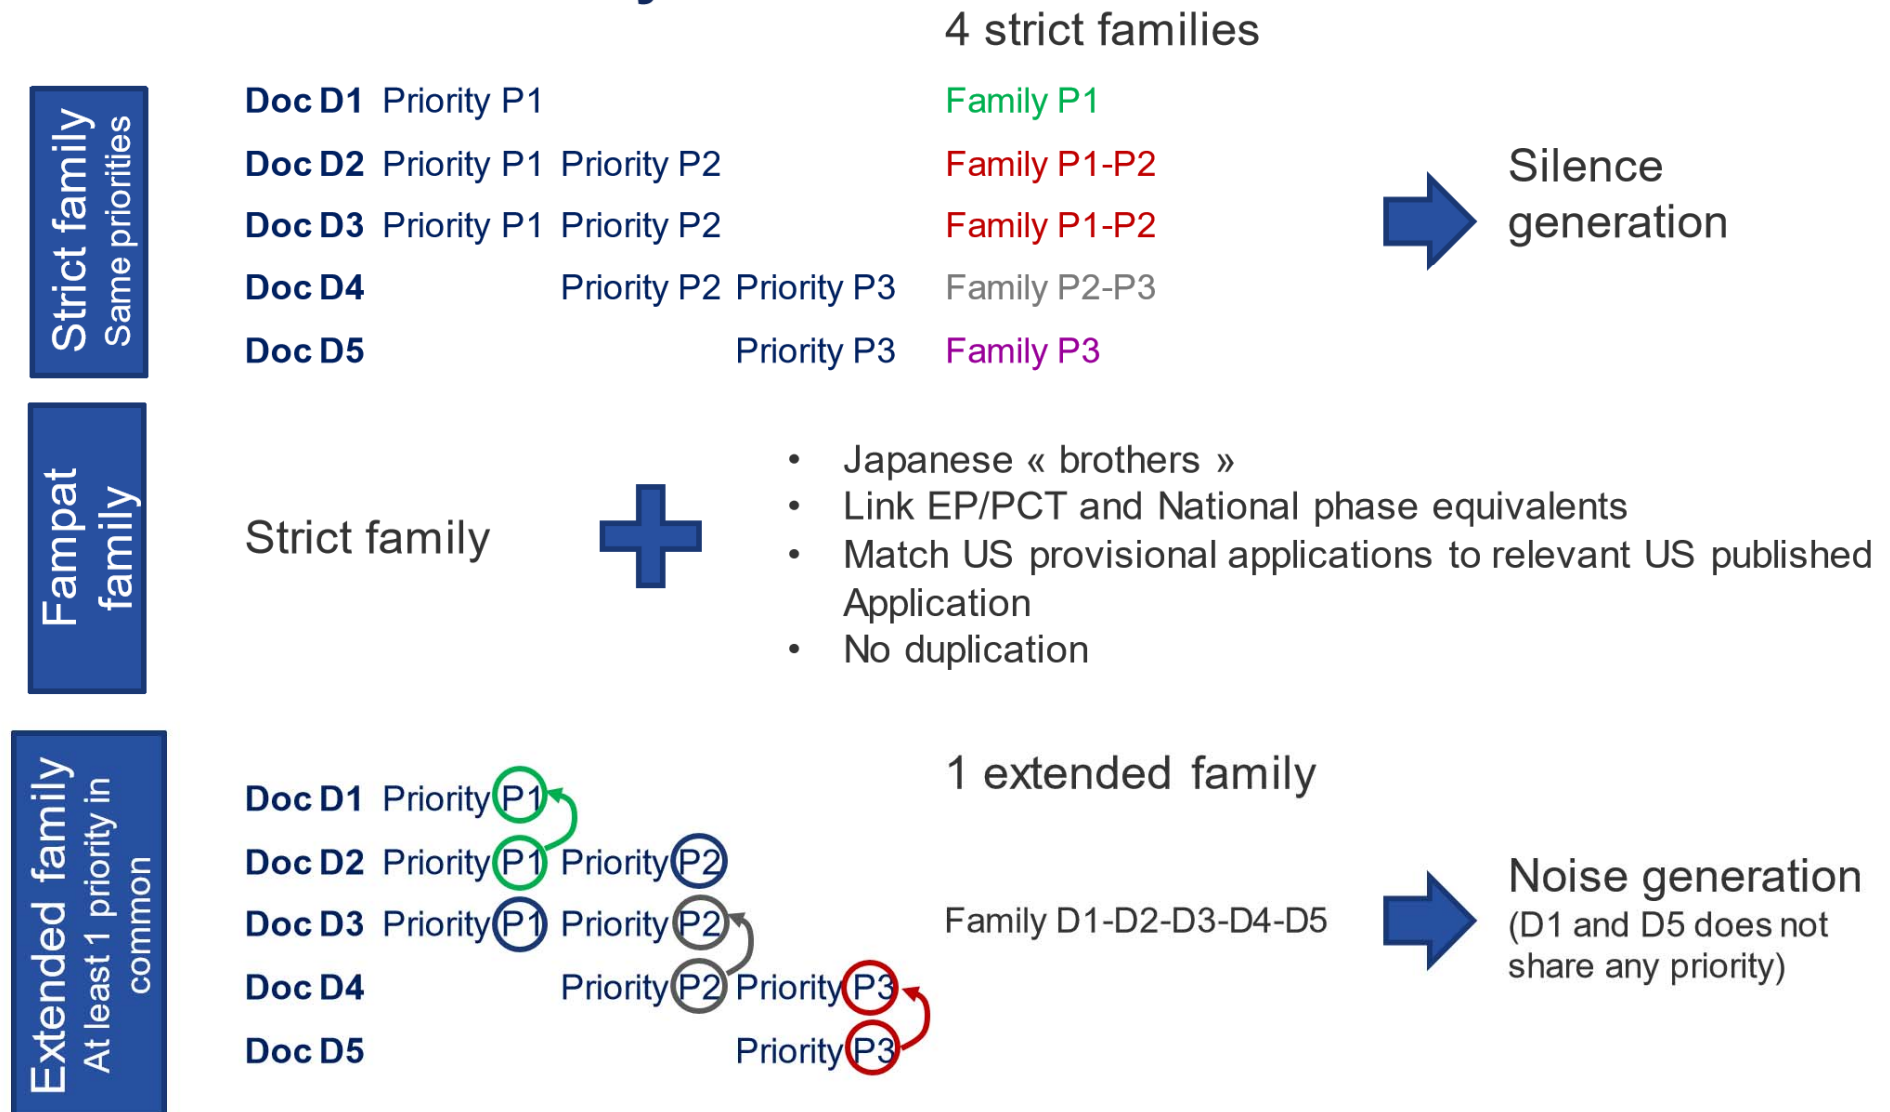 4 strict families
Strict family
Same priorities
Doc D1 Priority P1 Family P1
Doc D2 Priority P1 Priority P2 Family P1-P2
Doc D3 Priority P1 Priority P2 Family P1-P2
Doc D4 Priority P2 Priority P3 Family P2-P3
Doc D5 Priority P3 Family P3
Silence
generation
Fampat
family
Strict family
• Japanese « brothers »
• Link EP/PCT and National phase equivalents
• Match US provisional applications to relevant US published
Application
• No duplication
Extended family
At least 1 priority in
common
1 extended family
Doc D1 Priority P1
Doc D2 Priority P1 Priority P2
Doc D3 Priority P1 Priority P2
Doc D4 Priority P2 Priority P3
Doc D5 Priority P3
Family D1-D2-D3-D4-D5
Noise generation
(D1 and D5 does not
share any priority)